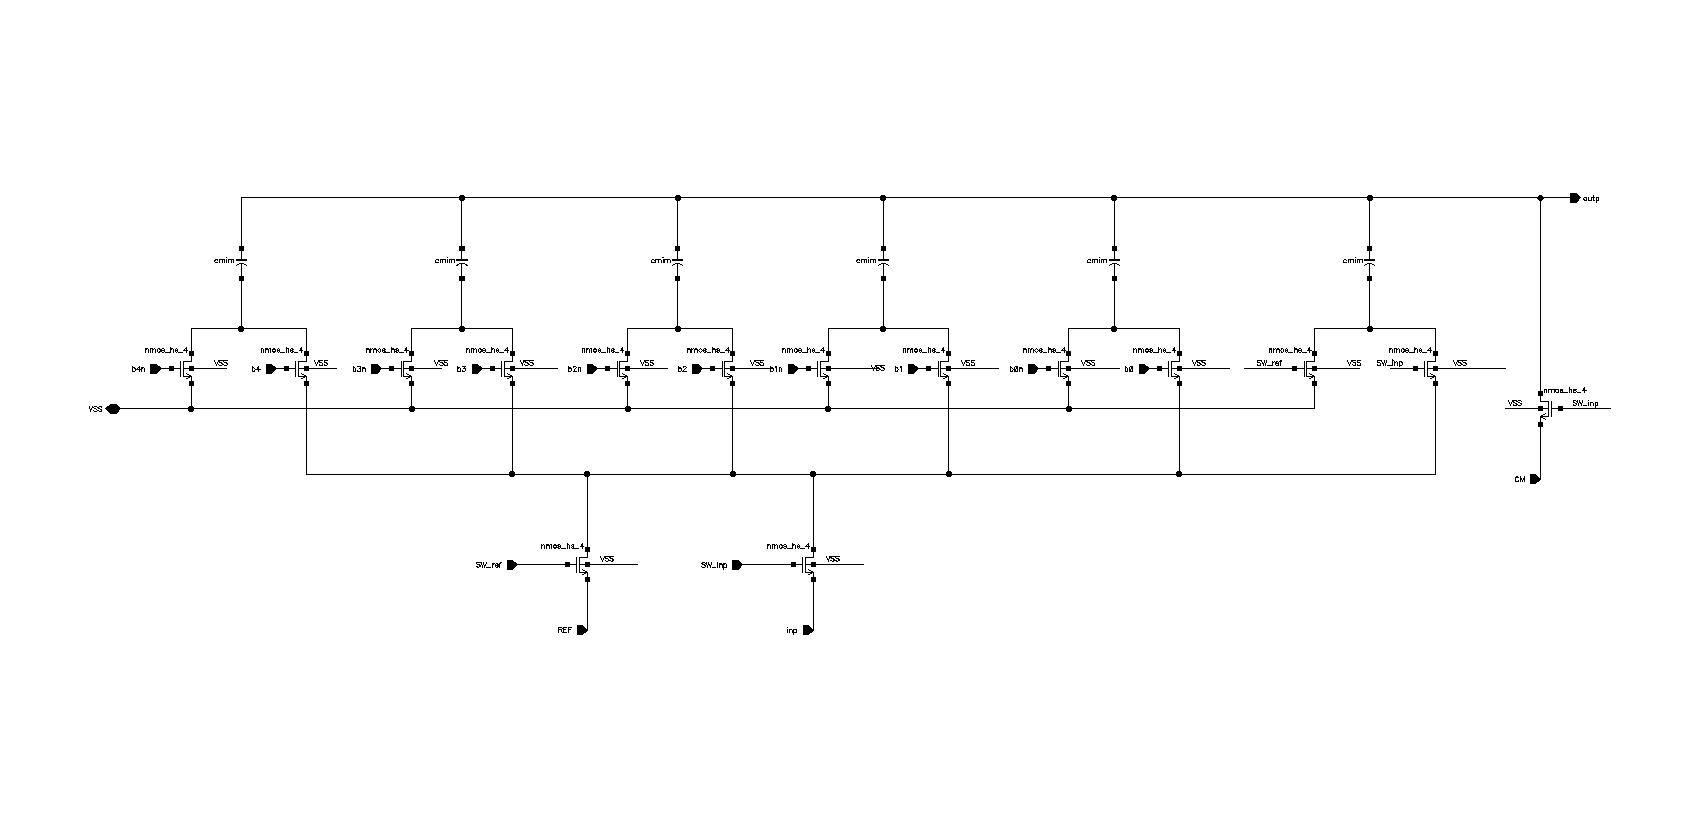 outp
cmim cmim cmim cmim cmim cmim
nmos_hs_4 nmos_hs_4 nmos_hs_4 nmos_hs_4 nmos_hs_4 nmos_hs_4 nmos_hs_4 nmos_hs_4 nmos_hs_4 nmos_hs_4 nmos_hs_4 nmos_hs_4
b4n VSS b4 VSS b3n VSS b3 VSS b2n VSS b2 VSS b1n VSS b1 VSS b0n VSS b0 VSS SW_ref VSS SW_inp VSS
nmos_hs_4
VSS VSS SW_inp
CM
nmos_hs_4 nmos_hs_4
SW_ref VSS SW_inp VSS
REF inp